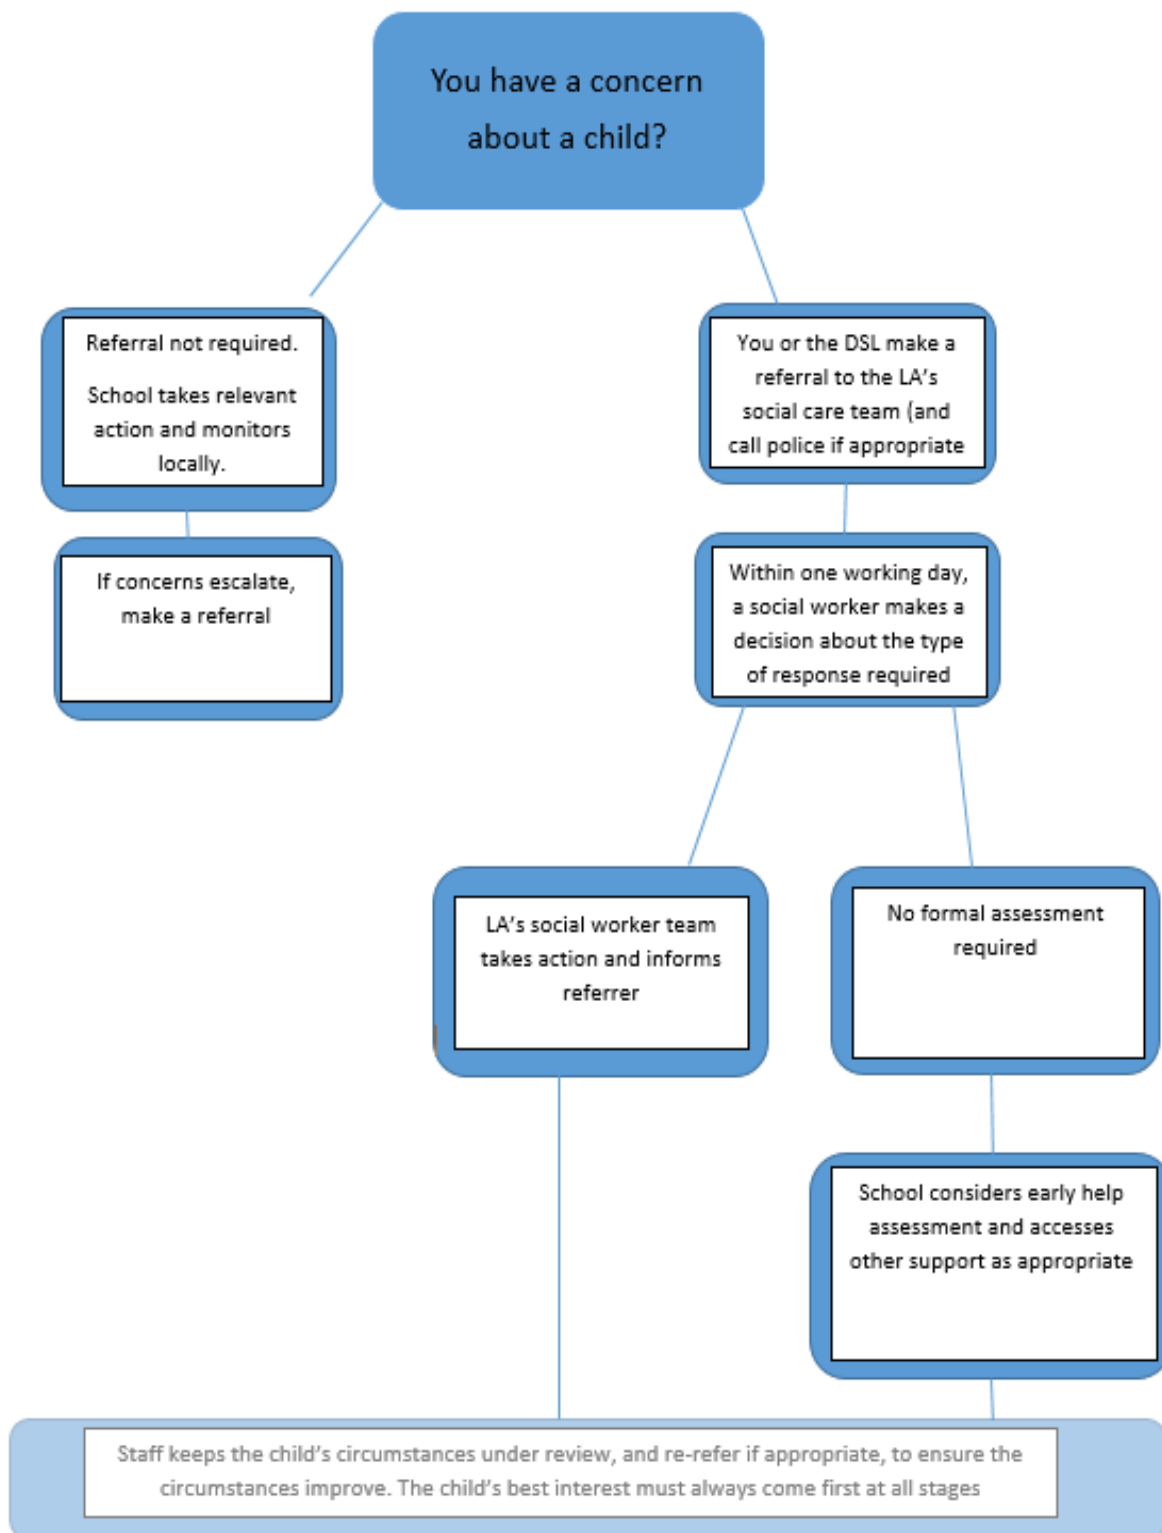 You have a concern
about a child?
Referral not required.
School takes relevant
action and monitors
locally.
If concerns escalate,
make a referral
You or the DSL make a
referral to the LA's
social care team (and
call police if appropriate
Within one working day,
a social worker makes a
decision about the type
of response required
LA's social worker team
takes action and informs
referrer
No formal assessment
required
School considers early help
assessment and accesses
other support as appropriate
Staff keeps the child's circumstances under review, and re-refer if appropriate, to ensure the
circumstances improve. The child's best interest must always come first at all stages